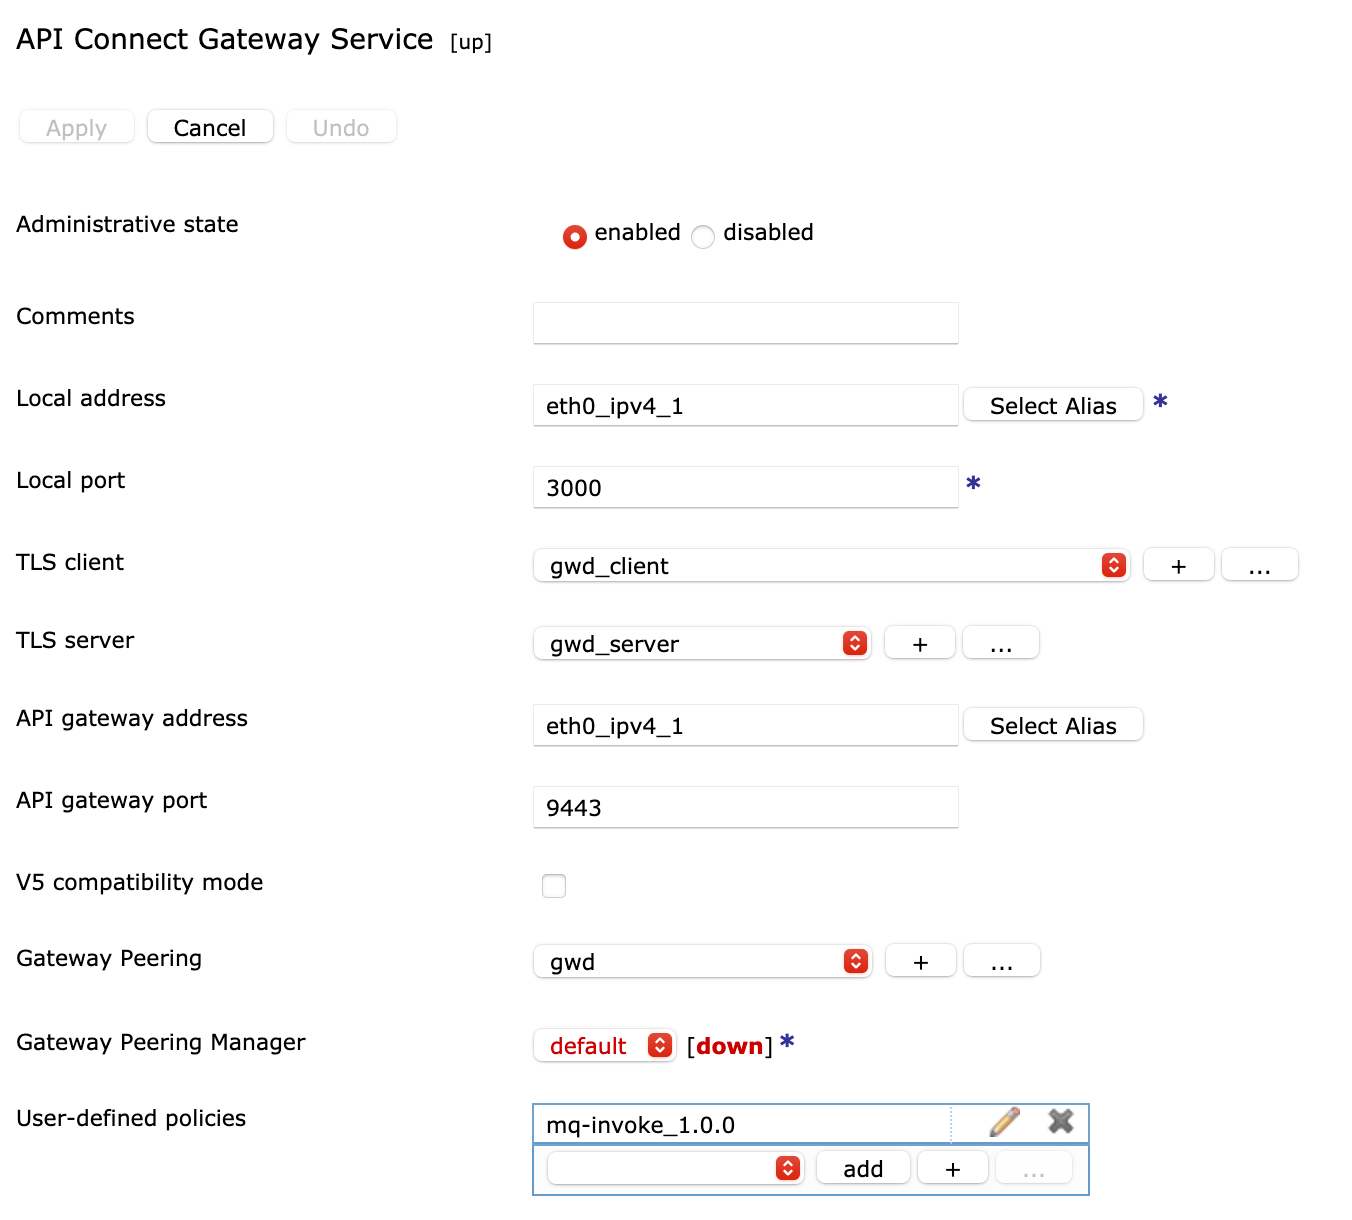 API Connect Gateway Service [up]
Apply Cancel Undo
Administrative state enabled disabled
Comments
Local address eth0_ipv4_1 Select Alias *
Local port 3000 *
TLS client gwd_client + ...
TLS server gwd_server + ...
API gateway address eth0_ipv4_1 Select Alias
API gateway port 9443
V5 compatibility mode
Gateway Peering gwd + ...
Gateway Peering Manager default [down] *
User-defined policies mq-invoke_1.0.0
add + ...